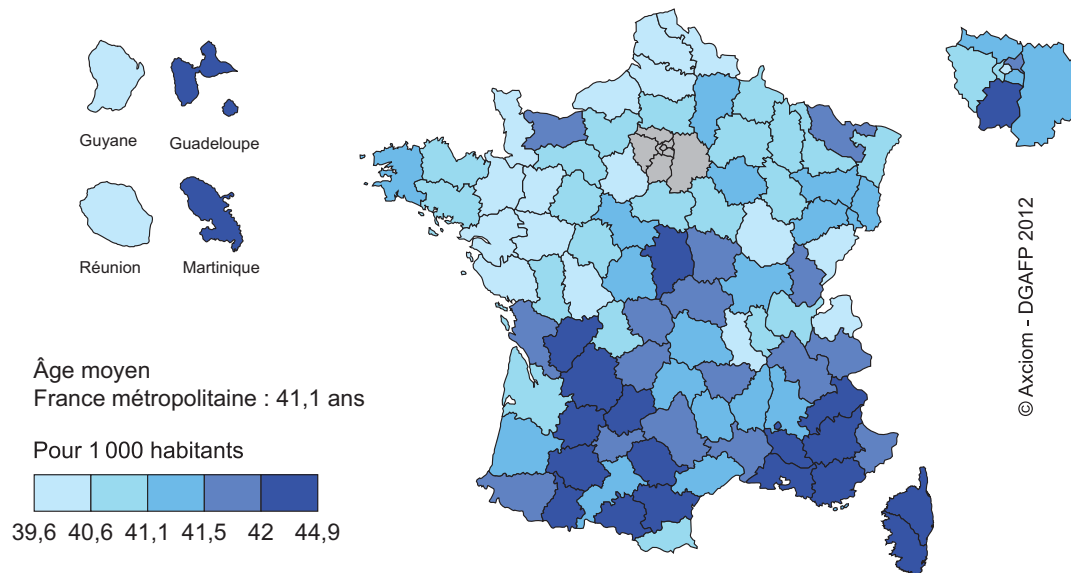 Guyane
Guadeloupe
Réunion
Martinique
Âge moyen
France métropolitaine : 41,1 ans
Pour 1 000 habitants
39,6 40,6 41,1 41,5 42 44,9
© Axciom - DGAFP 2012